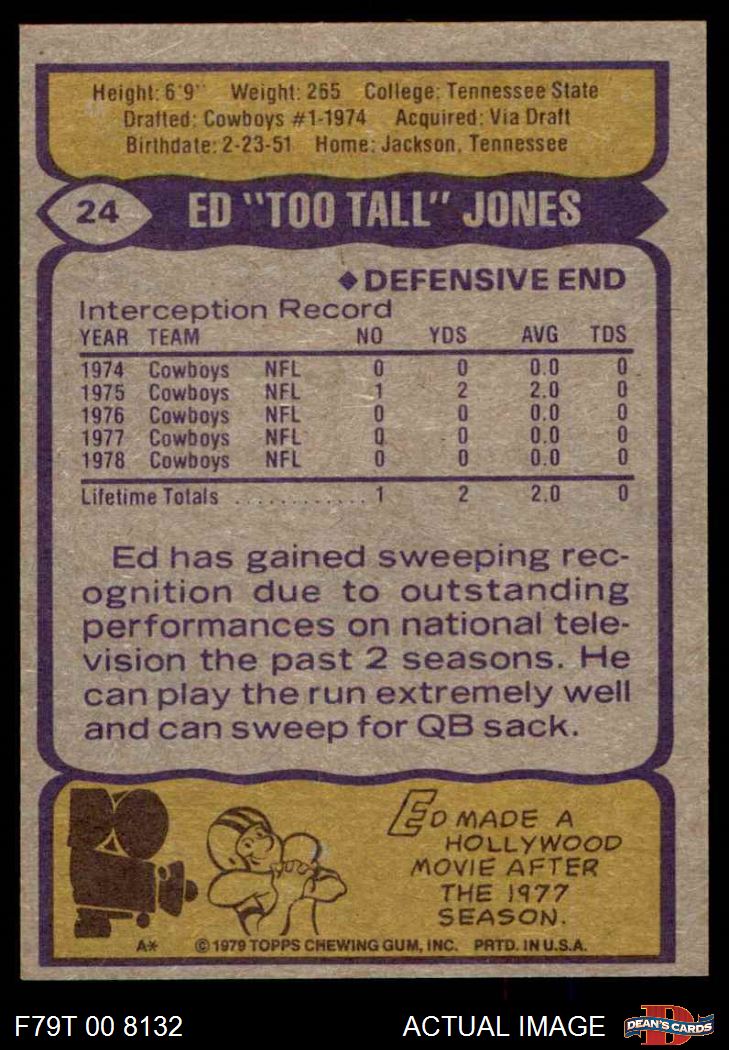 Height: 6'9" Weight: 265 College: Tennessee State
Drafted: Cowboys #1-1974 Acquired: Via Draft
Birthdate: 2-23-51 Home: Jackson, Tennessee
24 ED "TOO TALL" JONES
◆ DEFENSIVE END
Interception Record
YEAR TEAM NO YDS AVG TDS
1974 Cowboys NFL 0 0 0.0 0
1975 Cowboys NFL 1 2 2.0 0
1976 Cowboys NFL 0 0 0.0 0
1977 Cowboys NFL 0 0 0.0 0
1978 Cowboys NFL 0 0 0.0 0
Lifetime Totals . . . . . . . . . . . . 1 2 2.0 0
Ed has gained sweeping rec-
ognition due to outstanding
performances on national tele-
vision the past 2 seasons. He
can play the run extremely well
and can sweep for QB sack.
ED MADE A
HOLLYWOOD
MOVIE AFTER
THE 1977
SEASON.
A* © 1979 TOPPS CHEWING GUM, INC. PRTD. IN U.S.A.
F79T 00 8132 ACTUAL IMAGE DEAN'S CARDS